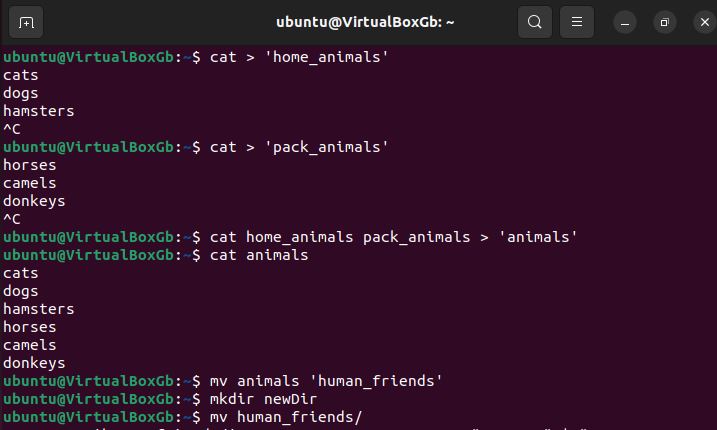 ubuntu@VirtualBoxGb: ~
ubuntu@VirtualBoxGb:~$ cat > 'home_animals'
cats
dogs
hamsters
^C
ubuntu@VirtualBoxGb:~$ cat > 'pack_animals'
horses
camels
donkeys
^C
ubuntu@VirtualBoxGb:~$ cat home_animals pack_animals > 'animals'
ubuntu@VirtualBoxGb:~$ cat animals
cats
dogs
hamsters
horses
camels
donkeys
ubuntu@VirtualBoxGb:~$ mv animals 'human_friends'
ubuntu@VirtualBoxGb:~$ mkdir newDir
ubuntu@VirtualBoxGb:~$ mv human_friends/